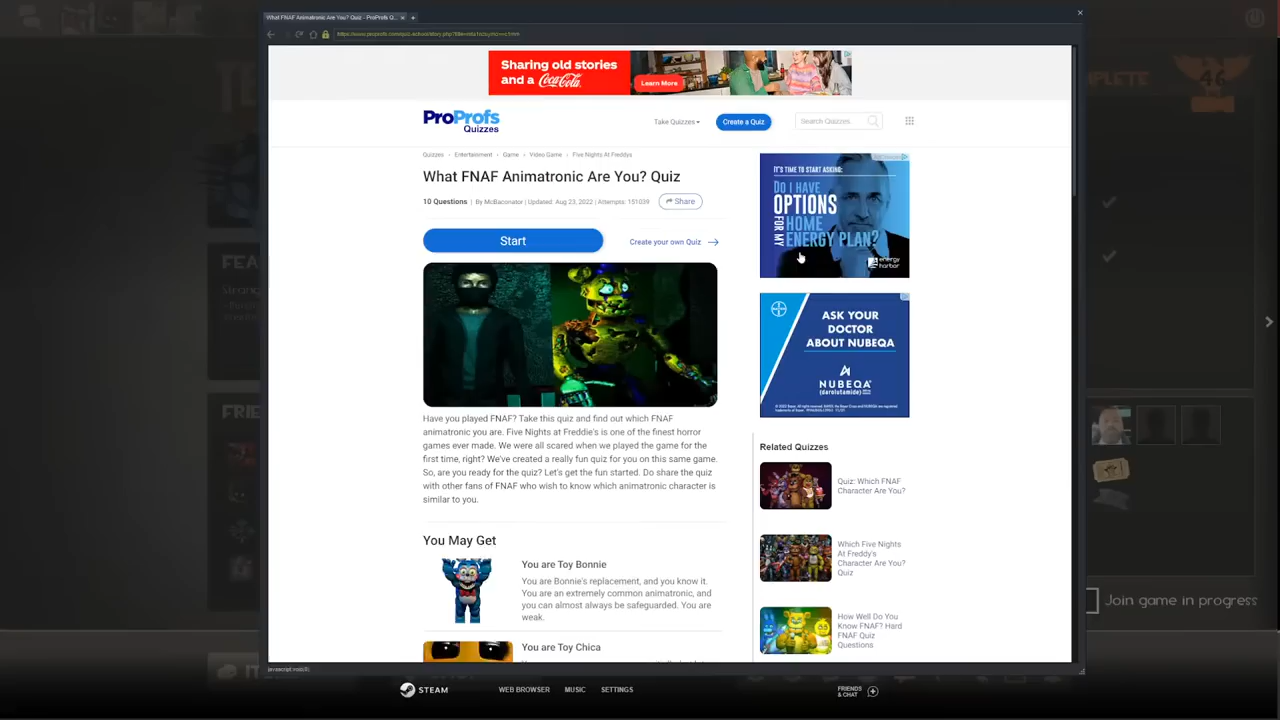 What FNAF Animatronic Are You? Quiz - ProProfs Q...
Sharing old stories
and a Coca-Cola
Learn More
ProProfs
Quizzes
Take Quizzes
Create a Quiz
Search Quizzes
Quizzes > Entertainment > Game > Video Game > Five Nights At Freddys
What FNAF Animatronic Are You? Quiz
10 Questions | By McBaconator | Updated: Aug 23, 2022 | Attempts: 151039
Share
Start
Create your own Quiz
IT'S TIME TO START ASKING:
DO I HAVE
OPTIONS
FOR MY
HOME
ENERGY PLAN?
energy
harbor
ASK YOUR
DOCTOR
ABOUT NUBEQA
NUBEQA
(darolutamide)
Have you played FNAF? Take this quiz and find out which FNAF
animatronic you are. Five Nights at Freddie's is one of the finest horror
games ever made. We were all scared when we played the game for the
first time, right? We've created a really fun quiz for you on this same game.
So, are you ready for the quiz? Let's get the fun started. Do share the quiz
with other fans of FNAF who wish to know which animatronic character is
similar to you.
You May Get
You are Toy Bonnie
You are Bonnie's replacement, and you know it.
You are an extremely common animatronic, and
you can almost always be safeguarded. You are
weak.
You are Toy Chica
Related Quizzes
Quiz: Which FNAF
Character Are You?
Which Five Nights
At Freddy's
Character Are You?
Quiz
How Well Do You
Know FNAF? Hard
FNAF Quiz
Questions
46
Join game in progress
STEAM
WEB BROWSER
MUSIC
SETTINGS
FRIENDS
& CHAT